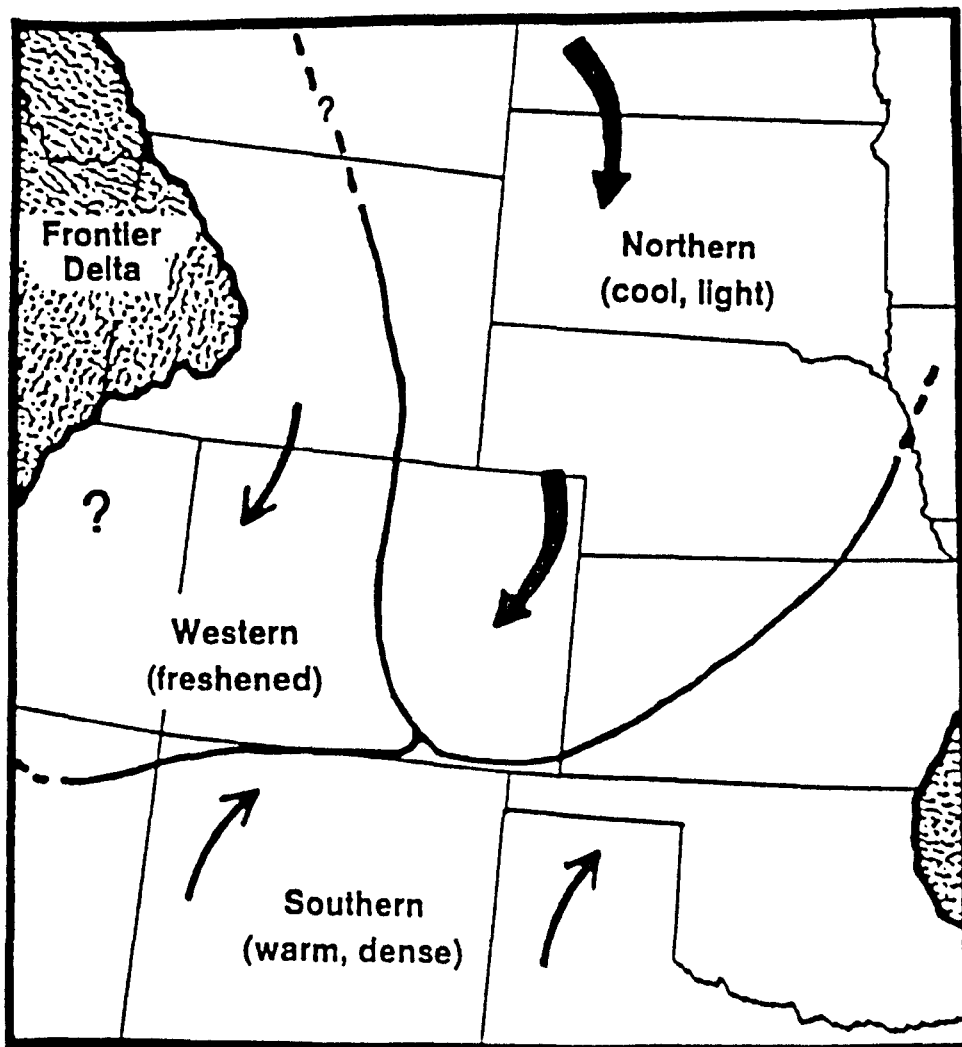 ?
Frontier
Delta
Northern
(cool, light)
?
Western
(freshened)
Southern
(warm, dense)